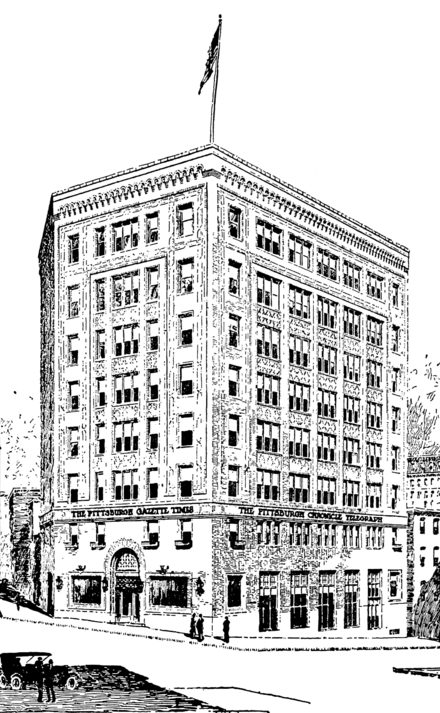 THE PITTSBURGH GAZETTE TIMES
THE PITTSBURGH CHRONICLE TELEGRAPH